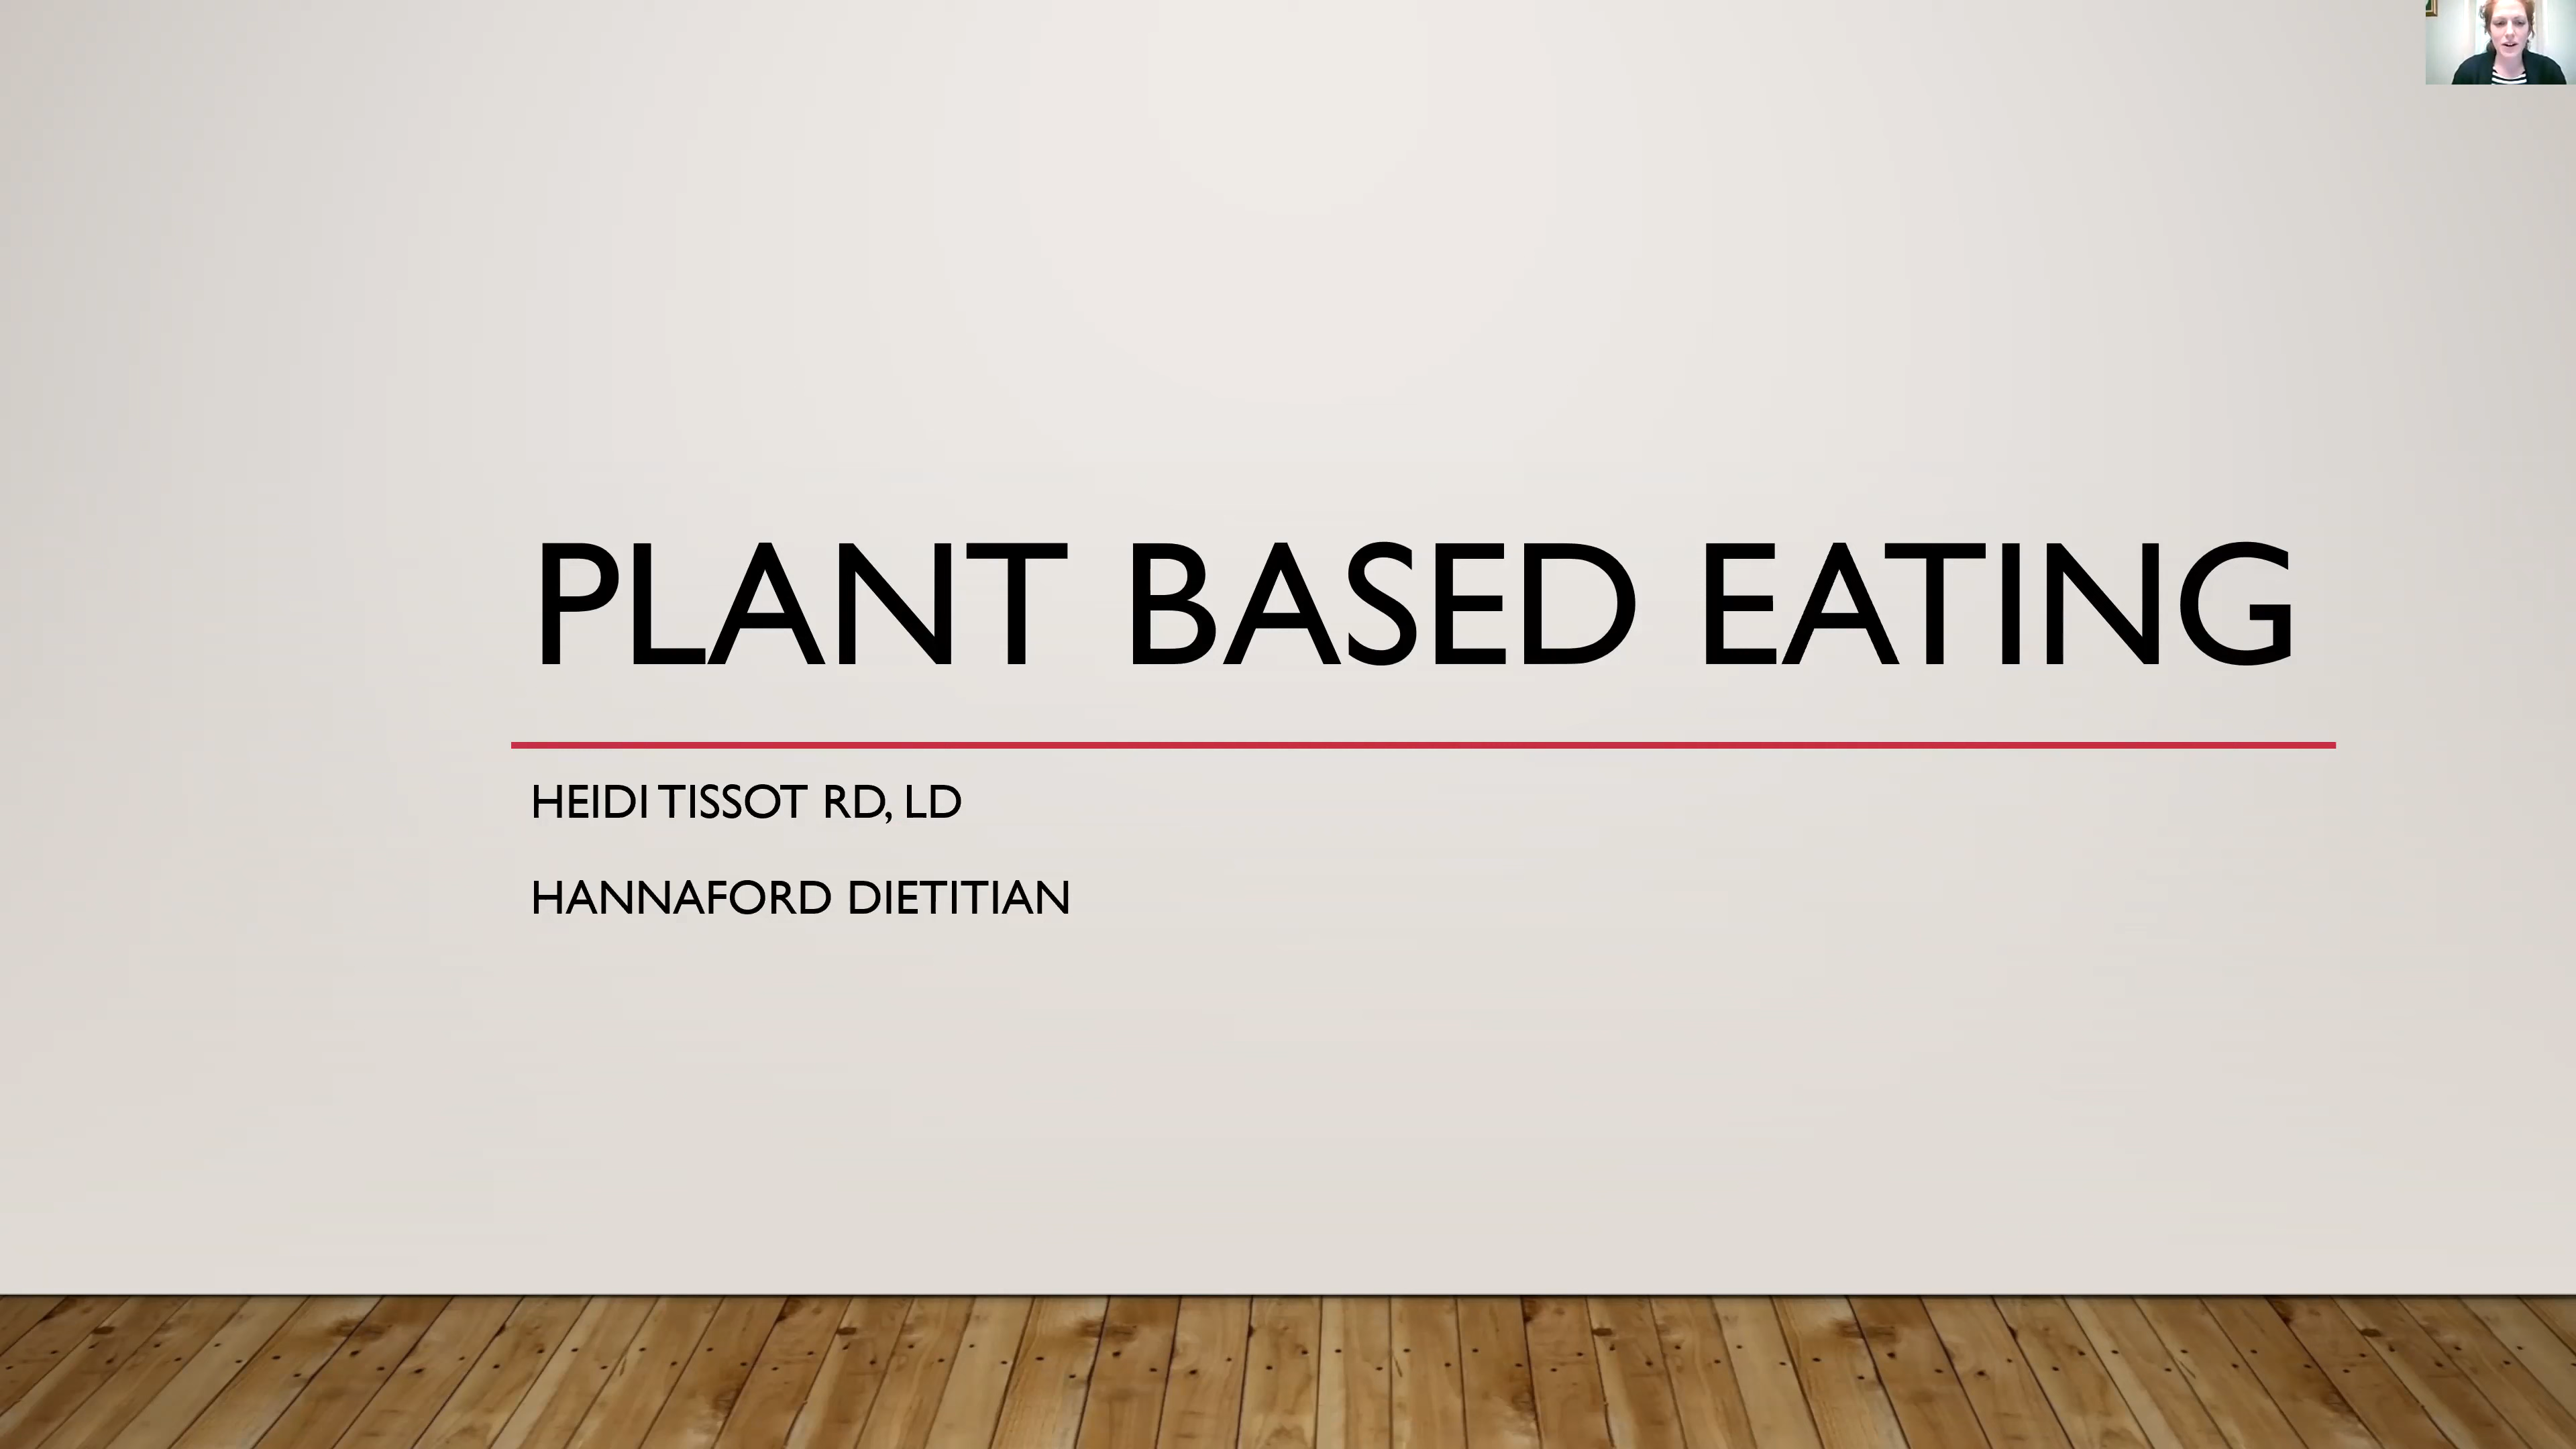 PLANT BASED EATING
HEIDI TISSOT RD, LD
HANNAFORD DIETITIAN